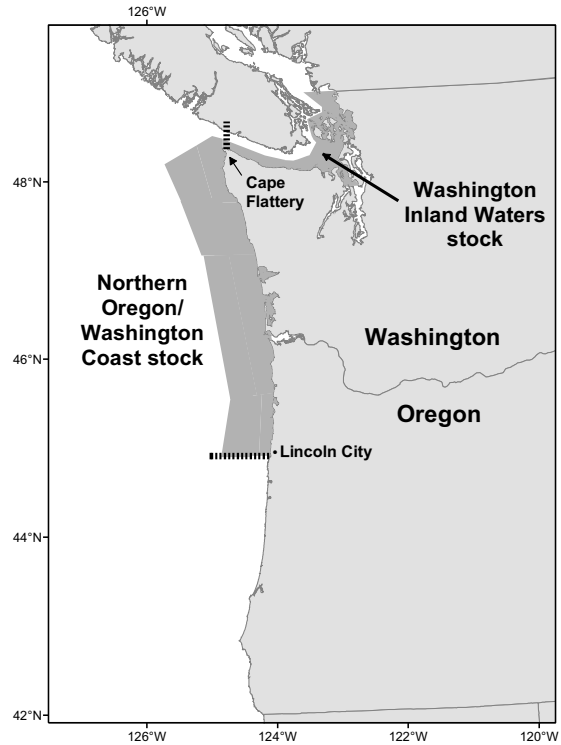 126°W
48°N
Cape
Flattery
Washington
Inland Waters
stock
Northern
Oregon/
Washington
Coast stock
Washington
46°N
Oregon
Lincoln City
44°N
42°N
126°W
124°W
122°W
120°W